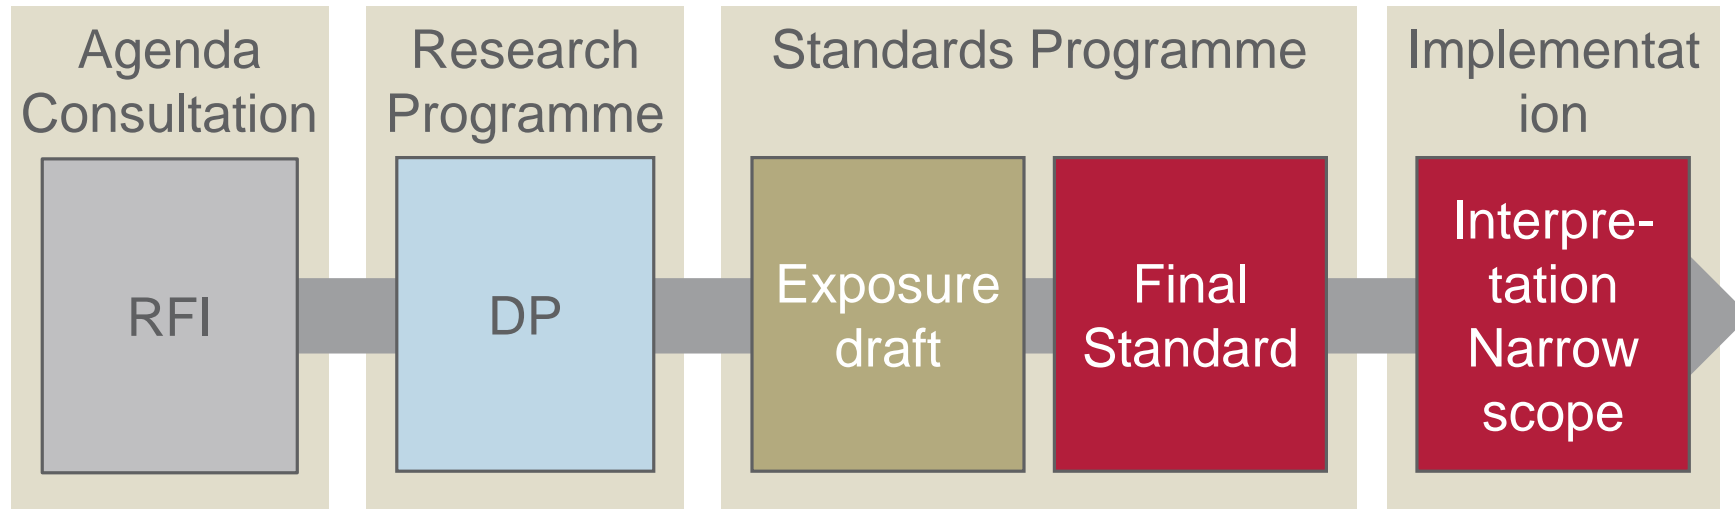 Agenda
Consultation
RFI
Research
Programme
DP
Standards Programme
Exposure
draft
Final
Standard
Implementat
ion
Interpre-
tation
Narrow
scope